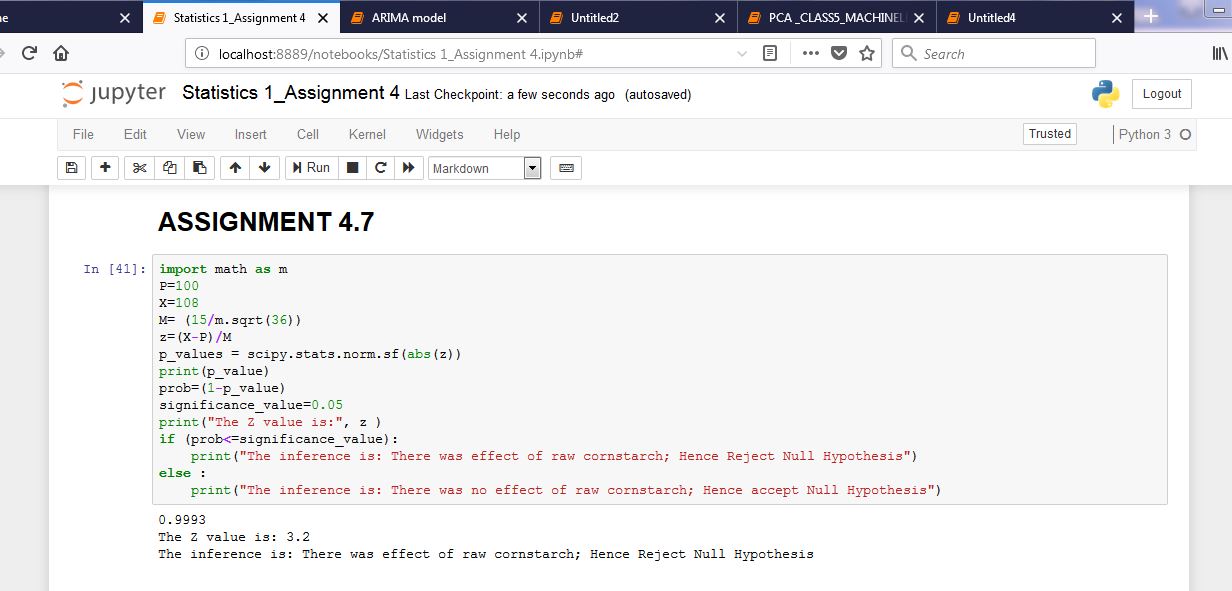 ne
Statistics 1_Assignment 4
ARIMA model
Untitled2
PCA _CLASS5_MACHINEL
Untitled4
localhost:8889/notebooks/Statistics 1_Assignment 4.ipynb#
Search
jupyter Statistics 1_Assignment 4 Last Checkpoint: a few seconds ago (autosaved)
Logout
File Edit View Insert Cell Kernel Widgets Help
Trusted
Python 3
Run
Markdown
ASSIGNMENT 4.7
In [41]:
import math as m
P=100
X=108
M= (15/m.sqrt(36))
z=(X-P)/M
p_values = scipy.stats.norm.sf(abs(z))
print(p_value)
prob=(1-p_value)
significance_value=0.05
print("The Z value is:", z )
if (prob<=significance_value):
    print("The inference is: There was effect of raw cornstarch; Hence Reject Null Hypothesis")
else :
    print("The inference is: There was no effect of raw cornstarch; Hence accept Null Hypothesis")
0.9993
The Z value is: 3.2
The inference is: There was effect of raw cornstarch; Hence Reject Null Hypothesis